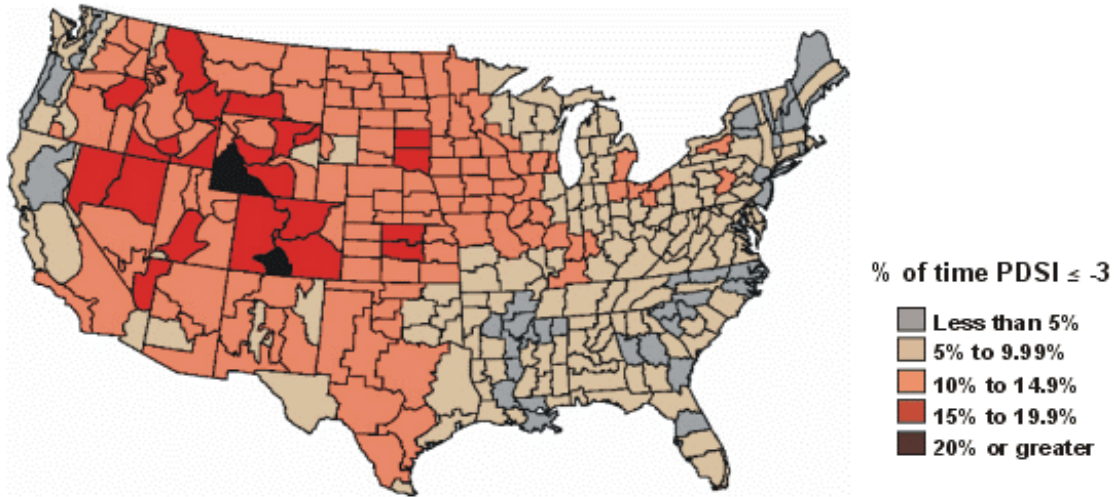 % of time PDSI ≤ -3
Less than 5%
5% to 9.99%
10% to 14.9%
15% to 19.9%
20% or greater